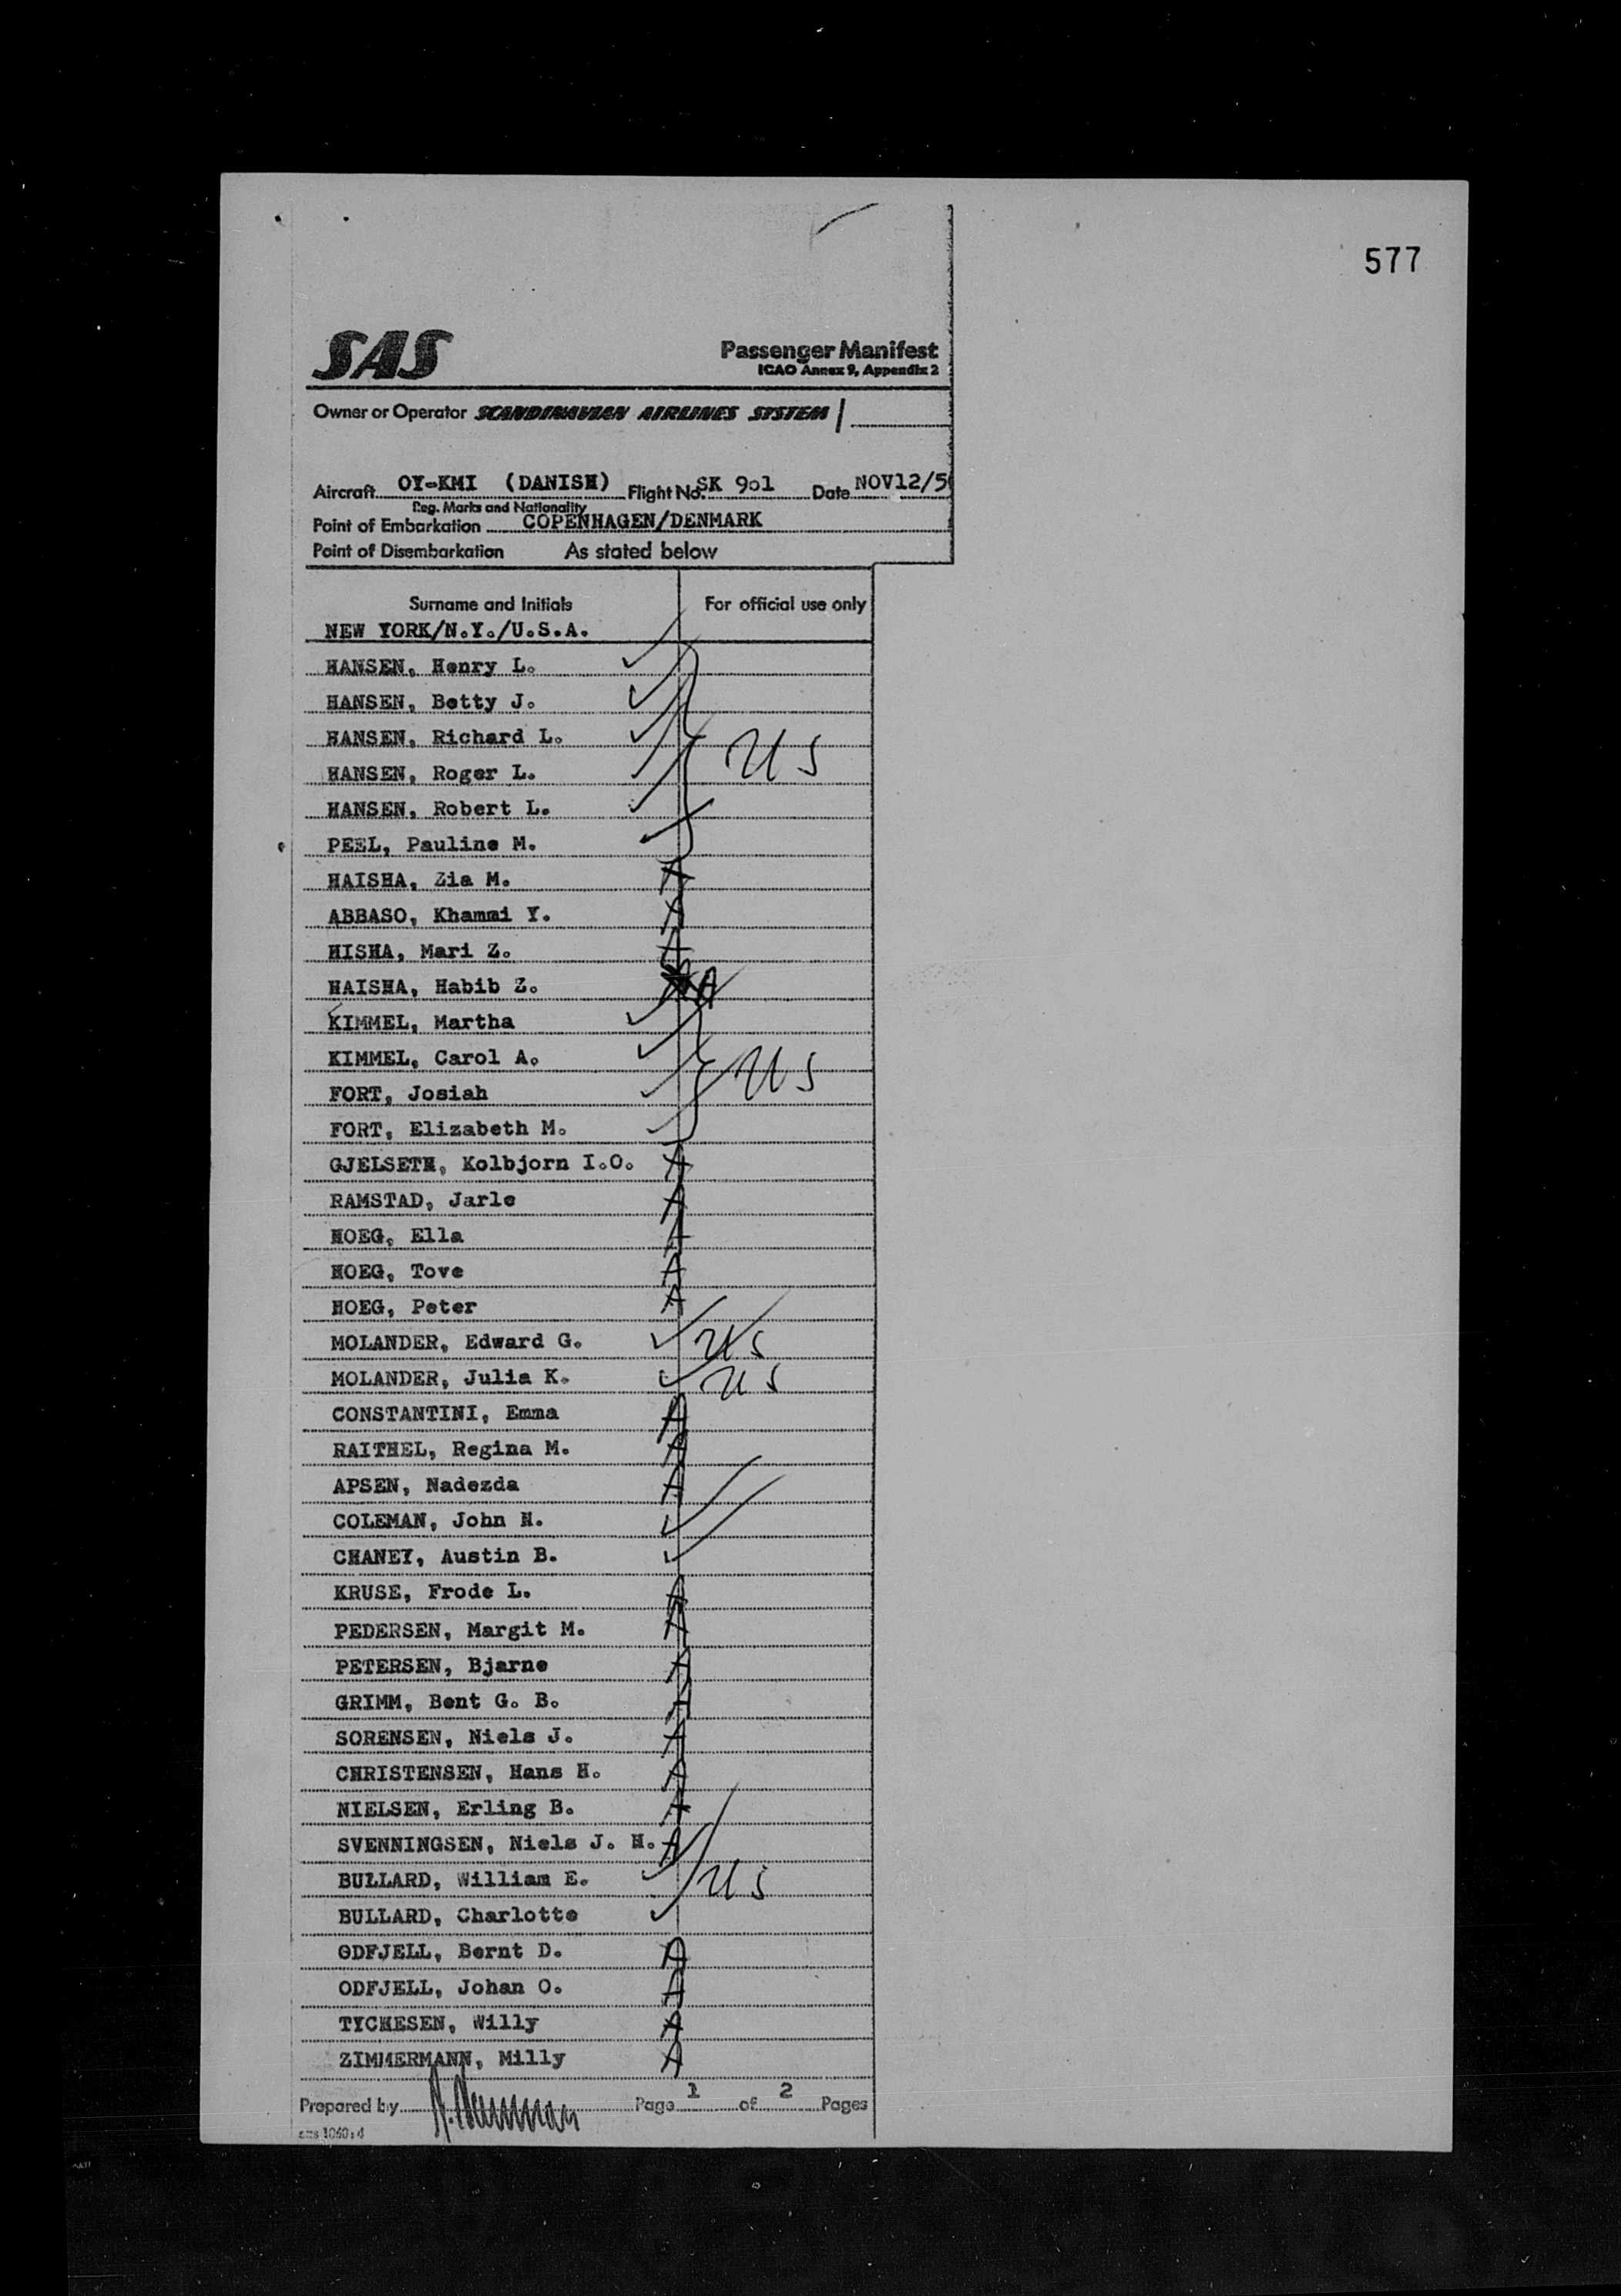 577
SAS
Passenger Manifest
ICAO Annex 9, Appendix 2
Owner or Operator SCANDINAVIAN AIRLINES SYSTEM
Aircraft OY-KMI (DANISH) Flight No. SK 901 Date NOV12/5
Reg. Marks and Nationality
Point of Embarkation COPENHAGEN/DENMARK
Point of Disembarkation As stated below
Surname and Initials For official use only
NEW YORK/N.Y./U.S.A.
HANSEN, Henry L.
HANSEN, Betty J.
HANSEN, Richard L. US
HANSEN, Roger L.
HANSEN, Robert L.
PEEL, Pauline M.
HAISHA, Zia M. A
ABBASO, Khammi Y. A
HISHA, Mari Z. A
HAISHA, Habib Z. A
KIMMEL, Martha
KIMMEL, Carol A. US
FORT, Josiah
FORT, Elizabeth M.
GJELSETH, Kolbjorn I.O. A
RAMSTAD, Jarle A
HOEG, Ella A
HOEG, Tove A
HOEG, Peter A
MOLANDER, Edward G. US
MOLANDER, Julia K. US
CONSTANTINI, Emma A
RAITHEL, Regina M. A
APSEN, Nadezda A
COLEMAN, John H.
CHANEY, Austin B.
KRUSE, Frode L. A
PEDERSEN, Margit M. A
PETERSEN, Bjarne A
GRIMM, Bent G. B. A
SORENSEN, Niels J. A
CHRISTENSEN, Hans H. A
NIELSEN, Erling B. A
SVENNINGSEN, Niels J. H. A
BULLARD, William E. US
BULLARD, Charlotte
ODFJELL, Bernt D. A
ODFJELL, Johan O. A
TYCHESEN, Willy A
ZIMMERMANN, Milly A
Prepared by Page 1 of 2 Pages